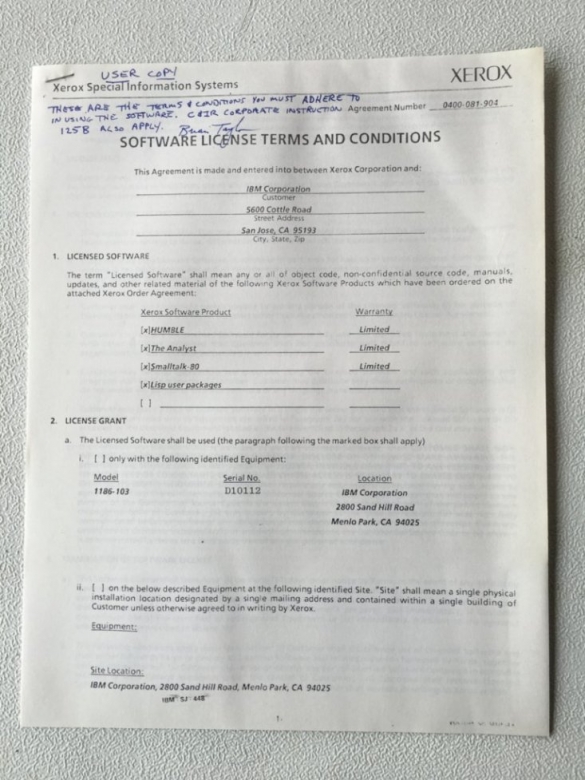 USER COPY
Xerox Special Information Systems
XEROX
THESE ARE THE TERMS & CONDITIONS YOU MUST ADHERE TO
IN USING THE SOFTWARE. C&IR CORPORATE INSTRUCTION
Agreement Number 0400-081-904
125B ALSO APPLY.
SOFTWARE LICENSE TERMS AND CONDITIONS
This Agreement is made and entered into between Xerox Corporation and:
IBM Corporation
Customer
5600 Cottle Road
Street Address
San Jose, CA 95193
City, State, Zip
1. LICENSED SOFTWARE
The term "Licensed Software" shall mean any or all of object code, non-confidential source code, manuals,
updates, and other related material of the following Xerox Software Products which have been ordered on the
attached Xerox Order Agreement:
Xerox Software Product Warranty
[x]HUMBLE Limited
[x]The Analyst Limited
[x]Smalltalk-80 Limited
[x]Lisp user packages
[ ]
2. LICENSE GRANT
a. The Licensed Software shall be used (the paragraph following the marked box shall apply)
i. [ ] only with the following identified Equipment:
Model Serial No. Location
1186-103 D10112 IBM Corporation
2800 Sand Hill Road
Menlo Park, CA 94025
ii. [ ] on the below described Equipment at the following identified Site. "Site" shall mean a single physical
installation location designated by a single mailing address and contained within a single building of
Customer unless otherwise agreed to in writing by Xerox.
Equipment:
Site Location:
IBM Corporation, 2800 Sand Hill Road, Menlo Park, CA 94025
IBM SJ
1